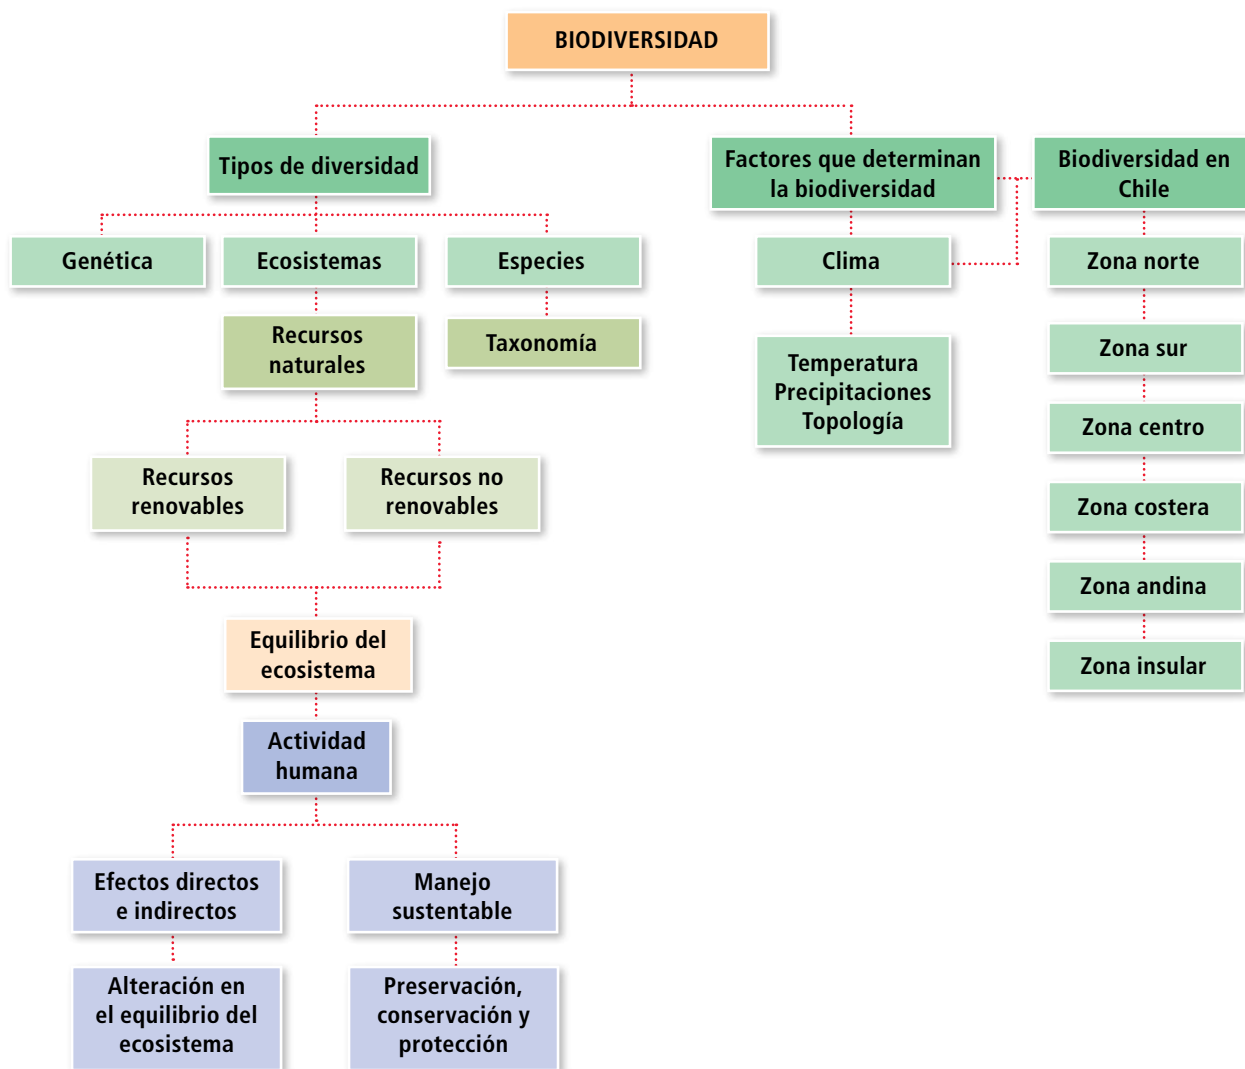 BIODIVERSIDAD
Tipos de diversidad
Factores que determinan
la biodiversidad
Biodiversidad en
Chile
Genética
Ecosistemas
Especies
Clima
Zona norte
Recursos
naturales
Taxonomía
Temperatura
Precipitaciones
Topología
Zona sur
Zona centro
Recursos
renovables
Recursos no
renovables
Zona costera
Zona andina
Equilibrio del
ecosistema
Zona insular
Actividad
humana
Efectos directos
e indirectos
Manejo
sustentable
Alteración en
el equilibrio del
ecosistema
Preservación,
conservación y
protección